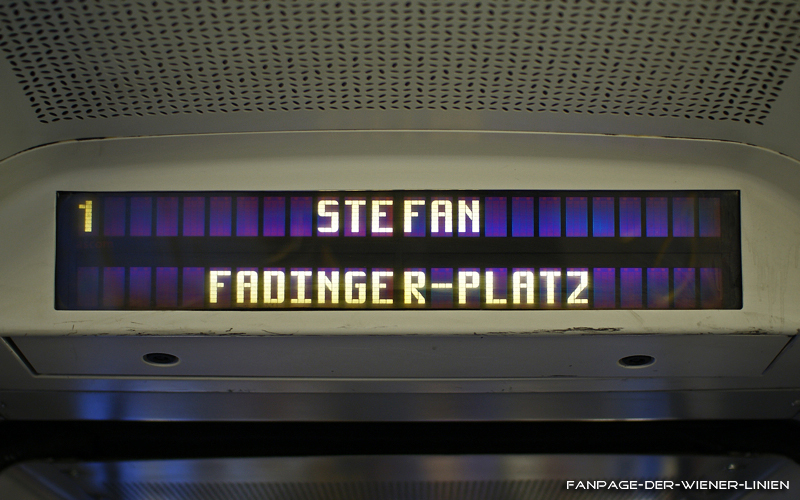 1 STEFAN
FADINGER-PLATZ
FANPAGE-DER-WIENER-LINIEN